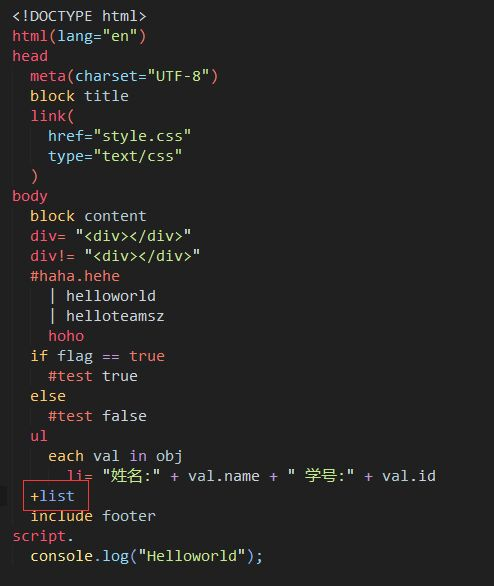 <!DOCTYPE html>
html(lang="en")
head
  meta(charset="UTF-8")
  block title
  link(
    href="style.css"
    type="text/css"
  )
body
  block content
  div= "<div></div>"
  div!= "<div></div>"
  #haha.hehe
    | helloworld
    | helloteamsz
    hoho
  if flag == true
    #test true
  else
    #test false
  ul
    each val in obj
      li= "姓名:" + val.name + " 学号:" + val.id
  +list
  include footer
script.
  console.log("Helloworld");